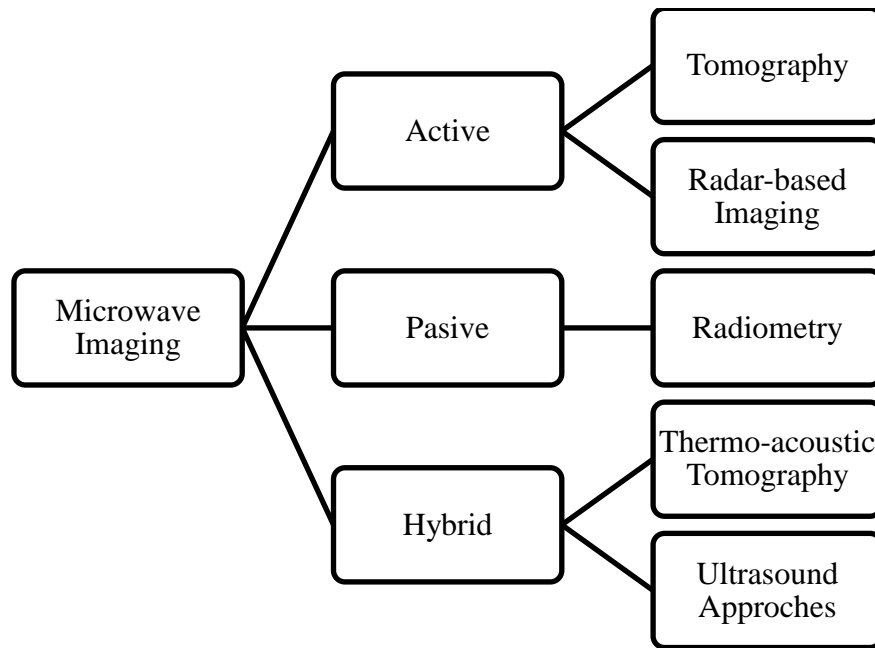 Microwave
Imaging
Active
Tomography
Radar-based
Imaging
Pasive
Radiometry
Hybrid
Thermo-acoustic
Tomography
Ultrasound
Approches